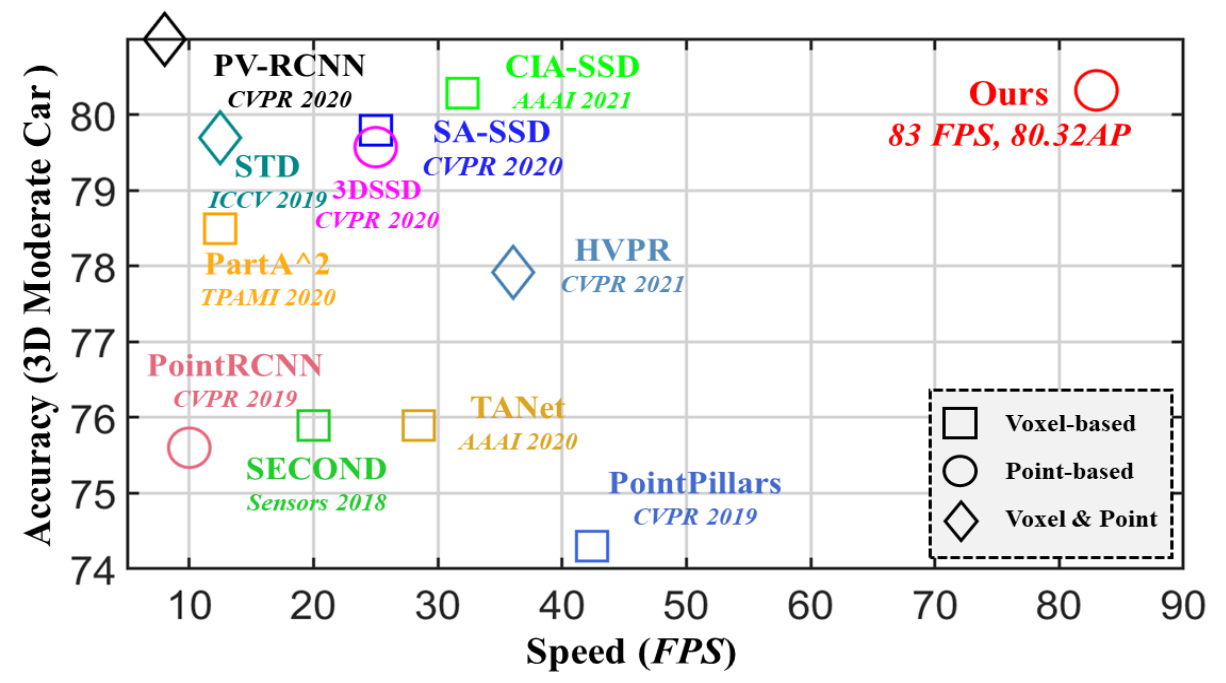 Accuracy (3D Moderate Car )
80
79
78
77
76
75
74
PV-RCNN
CVPR 2020
CIA-SSD
AAAI 2021
Ours
83 FPS, 80.32AP
STD
ICCV 2019
SA-SSD
CVPR 2020
3DSSD
CVPR 2020
PartA^2
TPAMI 2020
HVPR
CVPR 2021
PointRCNN
CVPR 2019
SECOND
Sensors 2018
TANet
AAAI 2020
PointPillars
CVPR 2019
Voxel-based
Point-based
Voxel & Point
10 20 30 40 50 60 70 80 90
Speed (FPS)